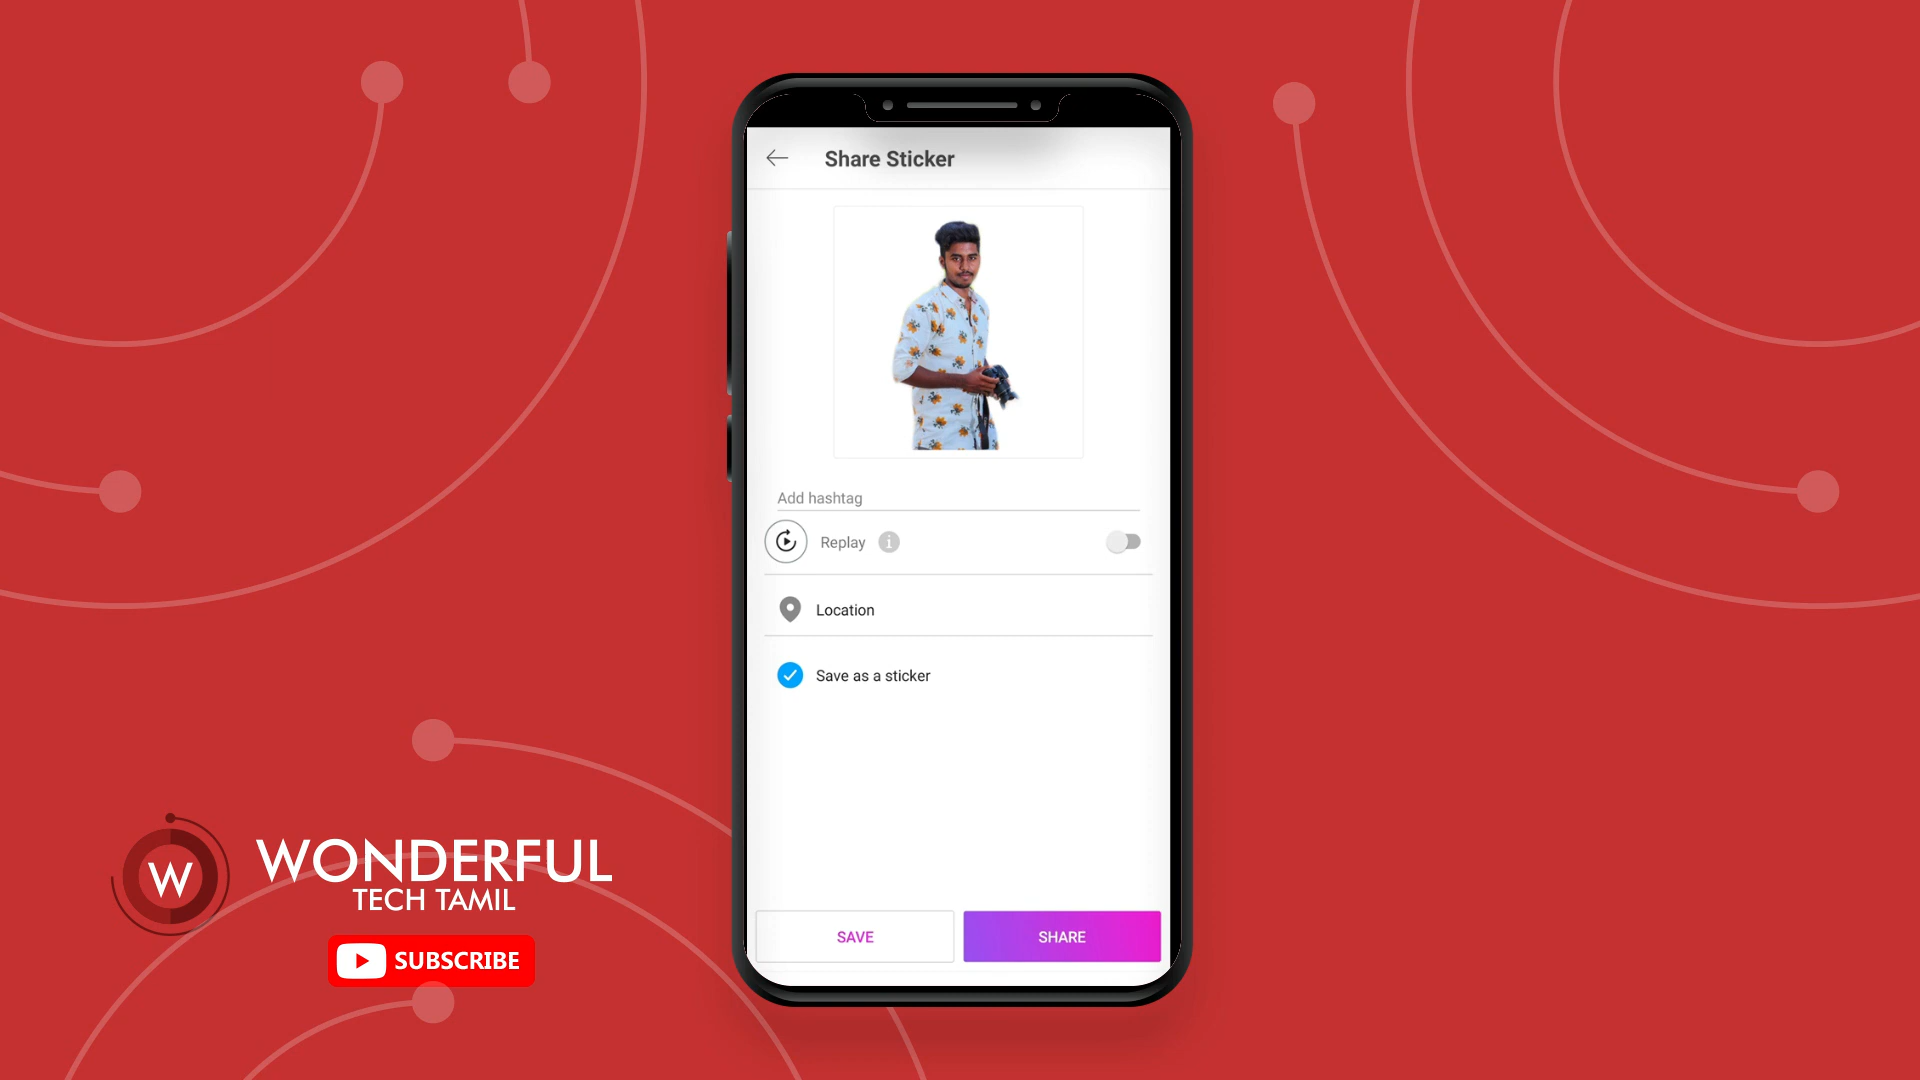 Share Sticker
Add hashtag
Replay i
Location
Save as a sticker
SAVE
SHARE
W
WONDERFUL
TECH TAMIL
SUBSCRIBE